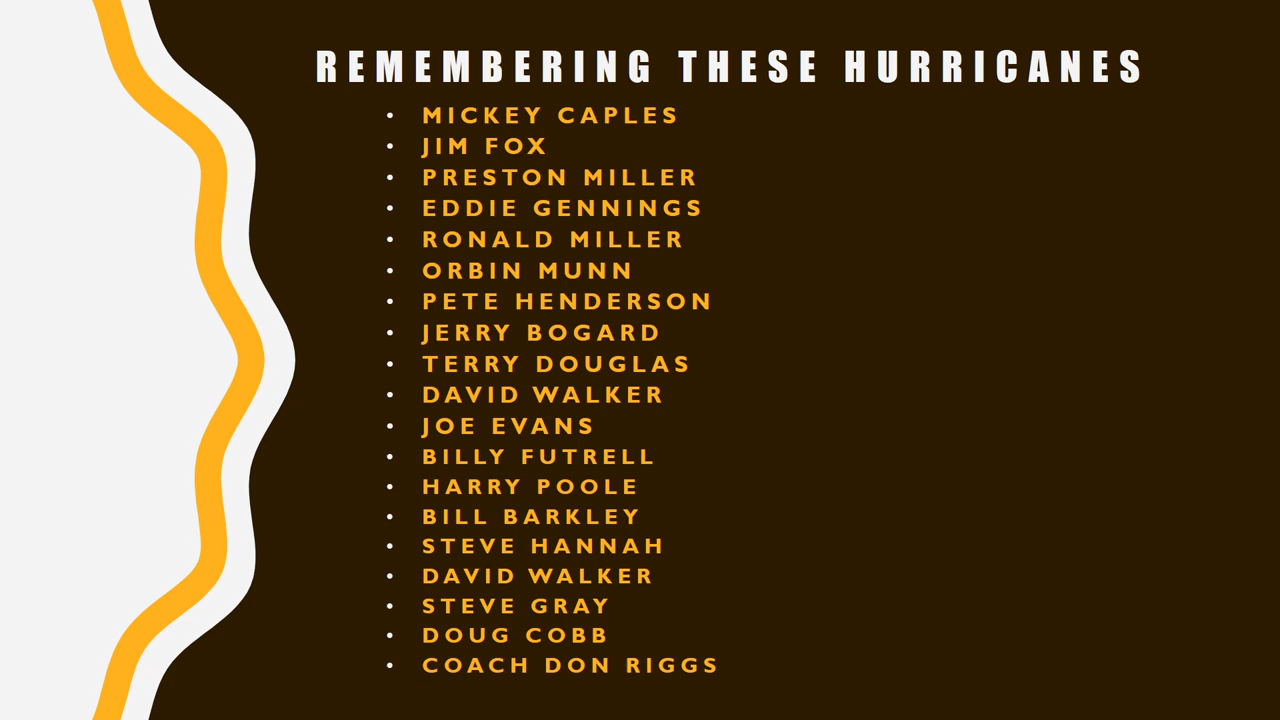 REMEMBERING THESE HURRICANES
• MICKEY CAPLES
• JIM FOX
• PRESTON MILLER
• EDDIE GENNINGS
• RONALD MILLER
• ORBIN MUNN
• PETE HENDERSON
• JERRY BOGARD
• TERRY DOUGLAS
• DAVID WALKER
• JOE EVANS
• BILLY FUTRELL
• HARRY POOLE
• BILL BARKLEY
• STEVE HANNAH
• DAVID WALKER
• STEVE GRAY
• DOUG COBB
• COACH DON RIGGS